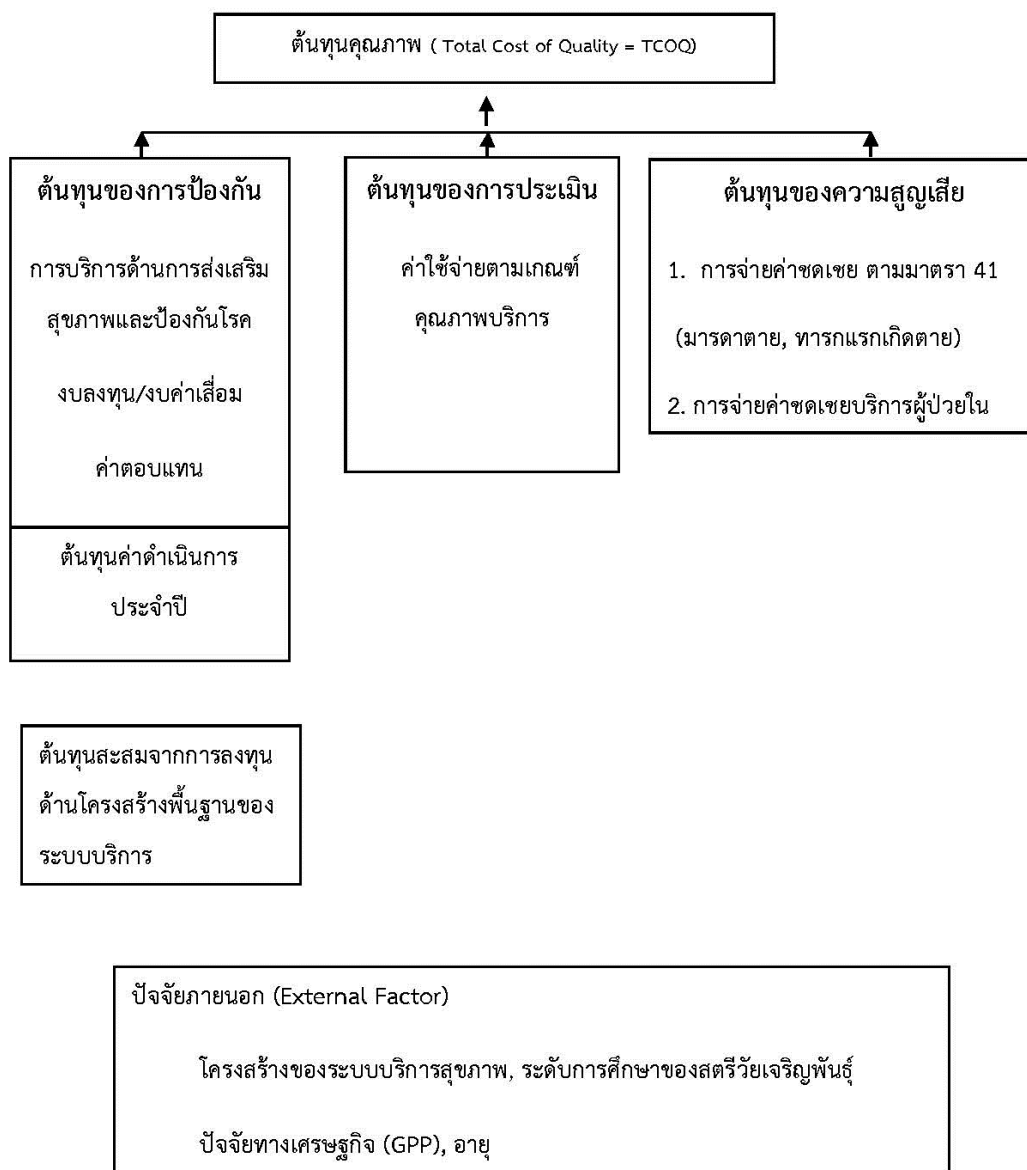 ต้นทุนคุณภาพ ( Total Cost of Quality = TCOQ)
ต้นทุนของการป้องกัน
การบริการด้านการส่งเสริม
สุขภาพและป้องกันโรค
งบลงทุน/งบค่าเสื่อม
ค่าตอบแทน
ต้นทุนค่าดำเนินการ
ประจำปี
ต้นทุนของการประเมิน
ค่าใช้จ่ายตามเกณฑ์
คุณภาพบริการ
ต้นทุนของความสูญเสีย
1. การจ่ายค่าชดเชย ตามมาตรา 41
(มารดาตาย, ทารกแรกเกิดตาย)
2. การจ่ายค่าชดเชยบริการผู้ป่วยใน
ต้นทุนสะสมจากการลงทุน
ด้านโครงสร้างพื้นฐานของ
ระบบบริการ
ปัจจัยภายนอก (External Factor)
โครงสร้างของระบบบริการสุขภาพ, ระดับการศึกษาของสตรีวัยเจริญพันธุ์
ปัจจัยทางเศรษฐกิจ (GPP), อายุ